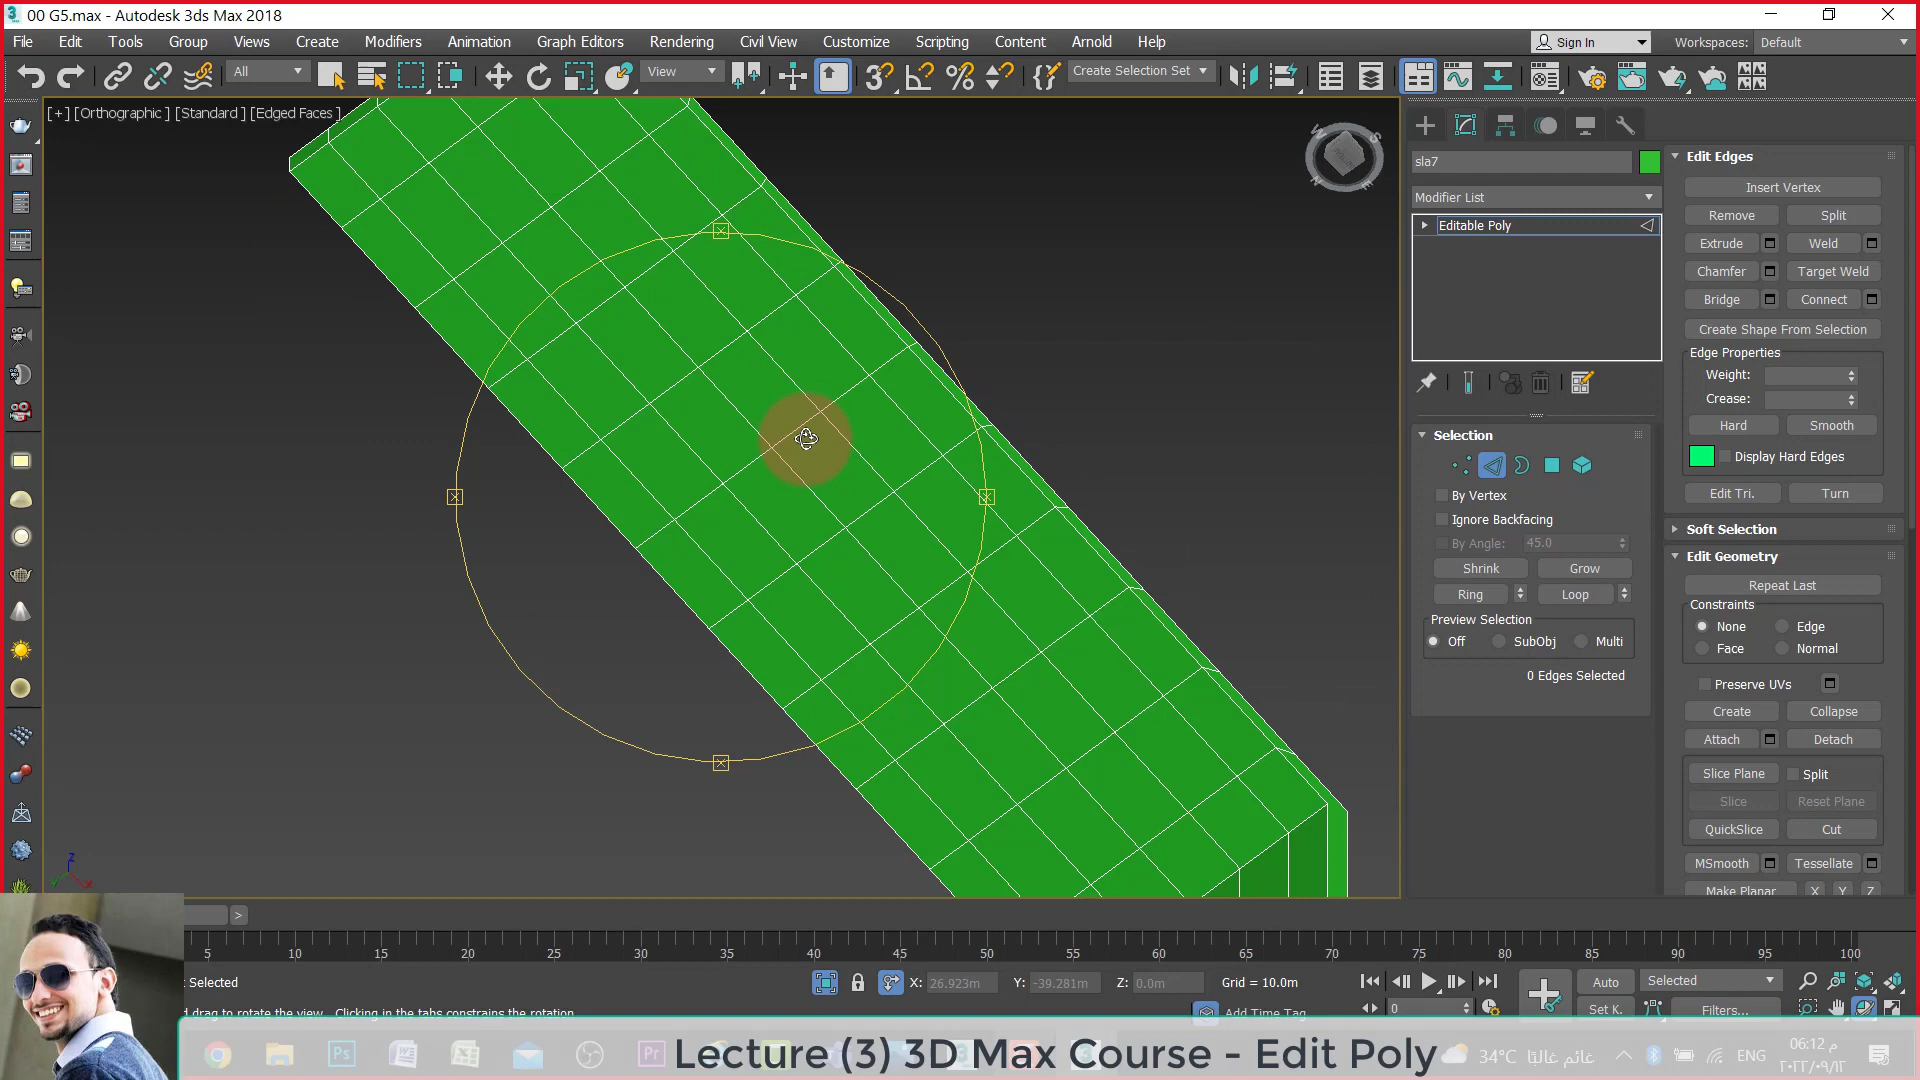 00 G5.max - Autodesk 3ds Max 2018
File Edit Tools Group Views Create Modifiers Animation Graph Editors Rendering Civil View Customize Scripting Content Arnold Help
Sign In Workspaces: Default
All View Create Selection Set
[+] [Orthographic ] [Standard ] [Edged Faces ]
sla7
Modifier List
Editable Poly
Selection
By Vertex
Ignore Backfacing
By Angle: 45.0
Shrink Grow
Ring Loop
Preview Selection
Off SubObj Multi
0 Edges Selected
Edit Edges
Insert Vertex
Remove Split
Extrude Weld
Chamfer Target Weld
Bridge Connect
Create Shape From Selection
Edge Properties
Weight:
Crease:
Hard Smooth
Display Hard Edges
Edit Tri. Turn
Soft Selection
Edit Geometry
Repeat Last
Constraints
None Edge
Face Normal
Preserve UVs
Create Collapse
Attach Detach
Slice Plane Split
Slice Reset Plane
QuickSlice Cut
MSmooth Tessellate
Make Planar X Y Z
>
5 10 15 20 25 30 35 40 45 50 55 60 65 70 75 80 85 90 95 100
Selected X: 26.923m Y: -39.281m Z: 0.0m Grid = 10.0m Auto Selected
drag to rotate the view. Clicking in the tabs constrains the rotation Add Time Tag 0 Set K. Filters...
Lecture (3) 3D Max Course - Edit Poly
34°C غائم غالبًا ENG 06:12 م
٢٠٢٢/٠٩/١٢